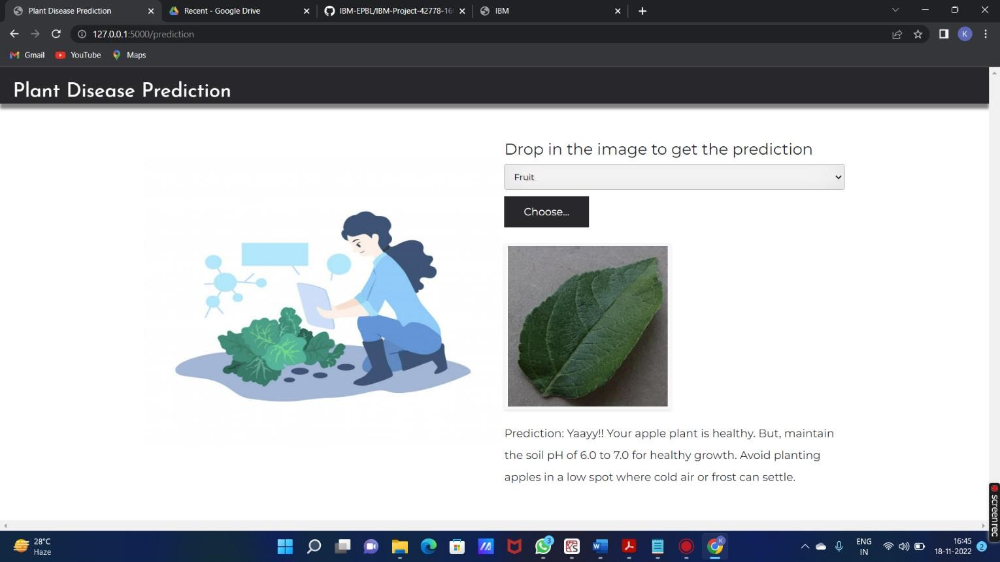 Plant Disease Prediction
Recent - Google Drive
IBM-EPBL/IBM-Project-42778-16
IBM
127.0.0.1:5000/prediction
K
Gmail
YouTube
Maps
Plant Disease Prediction
Drop in the image to get the prediction
Fruit
Choose...
Prediction: Yaayy!! Your apple plant is healthy. But, maintain
the soil pH of 6.0 to 7.0 for healthy growth. Avoid planting
apples in a low spot where cold air or frost can settle.
screenrec
28°C
Haze
3
K
ENG
IN
16:45
18-11-2022
2